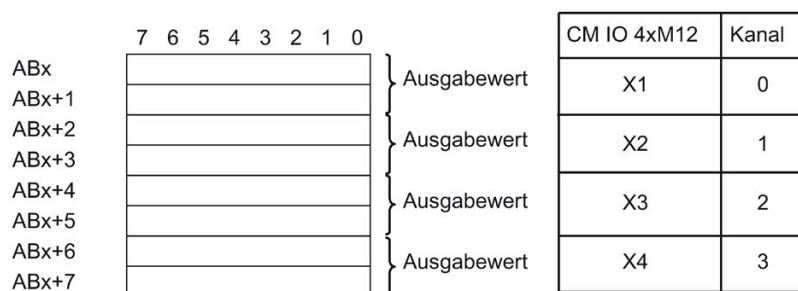 7 6 5 4 3 2 1 0 CM IO 4xM12 Kanal
ABx
Ausgabewert X1 0
ABx+1
ABx+2
Ausgabewert X2 1
ABx+3
ABx+4
Ausgabewert X3 2
ABx+5
ABx+6
Ausgabewert X4 3
ABx+7